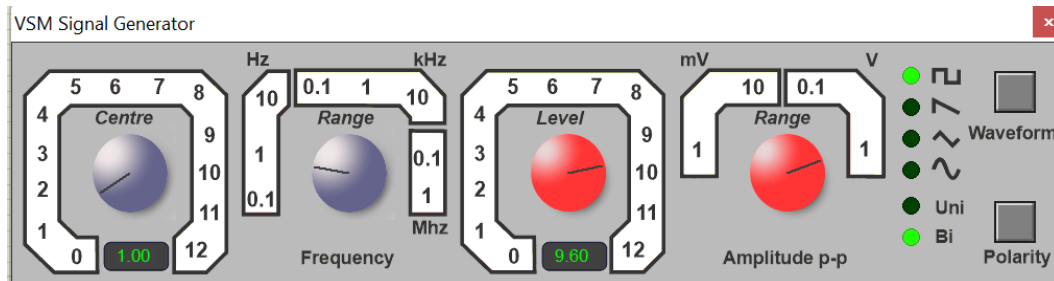 VSM Signal Generator
x
Hz kHz mV V
5 6 7 8
4 9
3 10
2 11
1 12
0
Centre
1.00
10 0.1 1 10
1 0.1
0.1 1
Range
Mhz
Frequency
5 6 7 8
4 9
3 10
2 11
1 12
0
Level
9.60
10 0.1
1 1
Range
Amplitude p-p
Waveform
Uni
Bi
Polarity